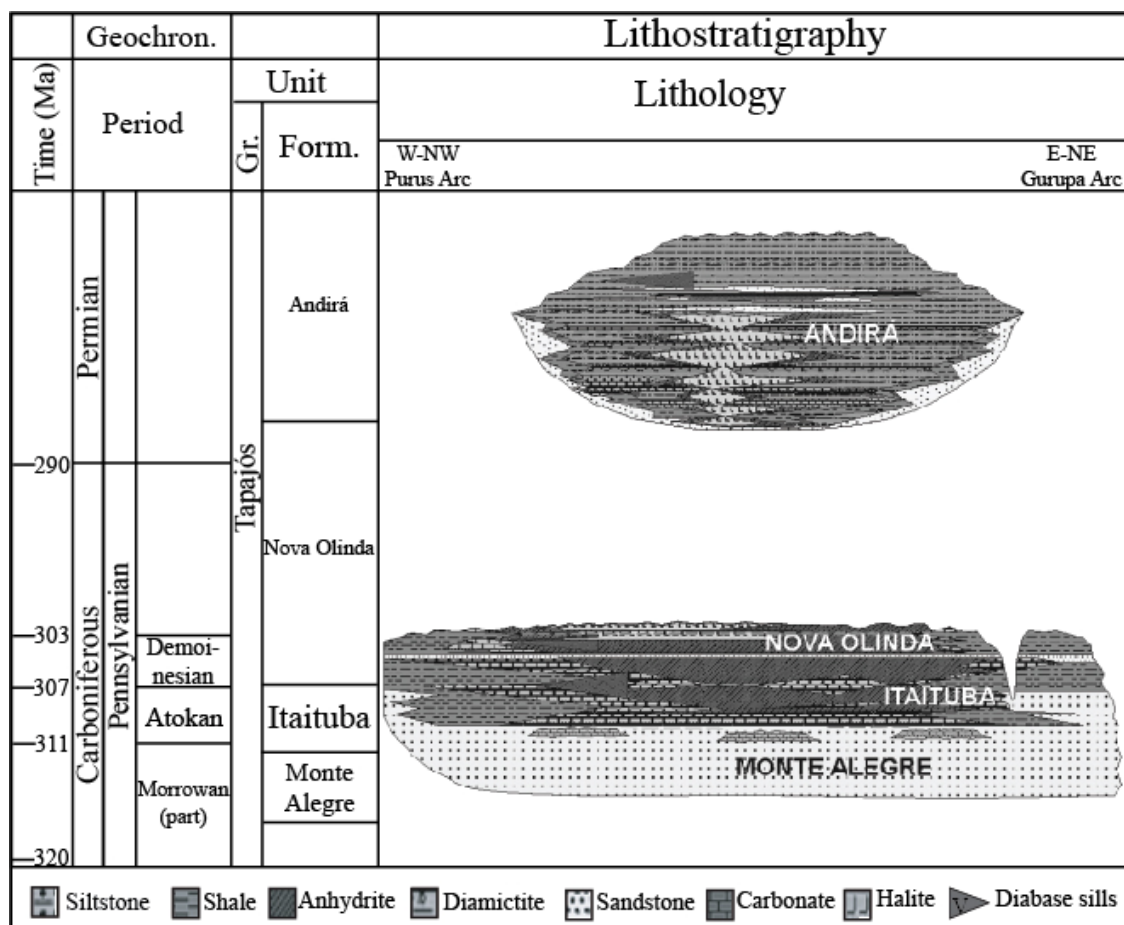 Geochron.
Lithostratigraphy
Time (Ma)
Period
Unit
Lithology
Gr.
Form.
W-NW
Purus Arc
E-NE
Gurupa Arc
Permian
Andirá
ANDIRÁ
290
Tapajós
Carboniferous
Pennsylvanian
Nova Olinda
303
Demoi-
nesian
NOVA OLINDA
307
Atokan
Itaituba
ITAITUBA
311
Morrowan
(part)
Monte
Alegre
MONTE ALEGRE
320
Siltstone
Shale
Anhydrite
Diamictite
Sandstone
Carbonate
Halite
V
Diabase sills